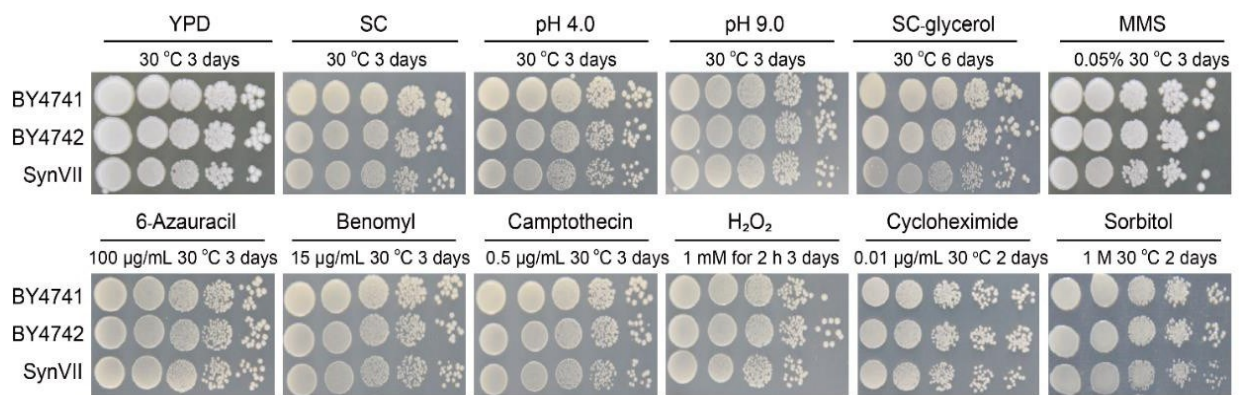 YPD SC pH 4.0 pH 9.0 SC-glycerol MMS
30 °C 3 days 30 °C 3 days 30 °C 3 days 30 °C 3 days 30 °C 6 days 0.05% 30 °C 3 days
BY4741
BY4742
SynVII
6-Azauracil Benomyl Camptothecin H₂O₂ Cycloheximide Sorbitol
100 µg/mL 30 °C 3 days 15 µg/mL 30 °C 3 days 0.5 µg/mL 30 °C 3 days 1 mM for 2 h 3 days 0.01 µg/mL 30 °C 2 days 1 M 30 °C 2 days
BY4741
BY4742
SynVII